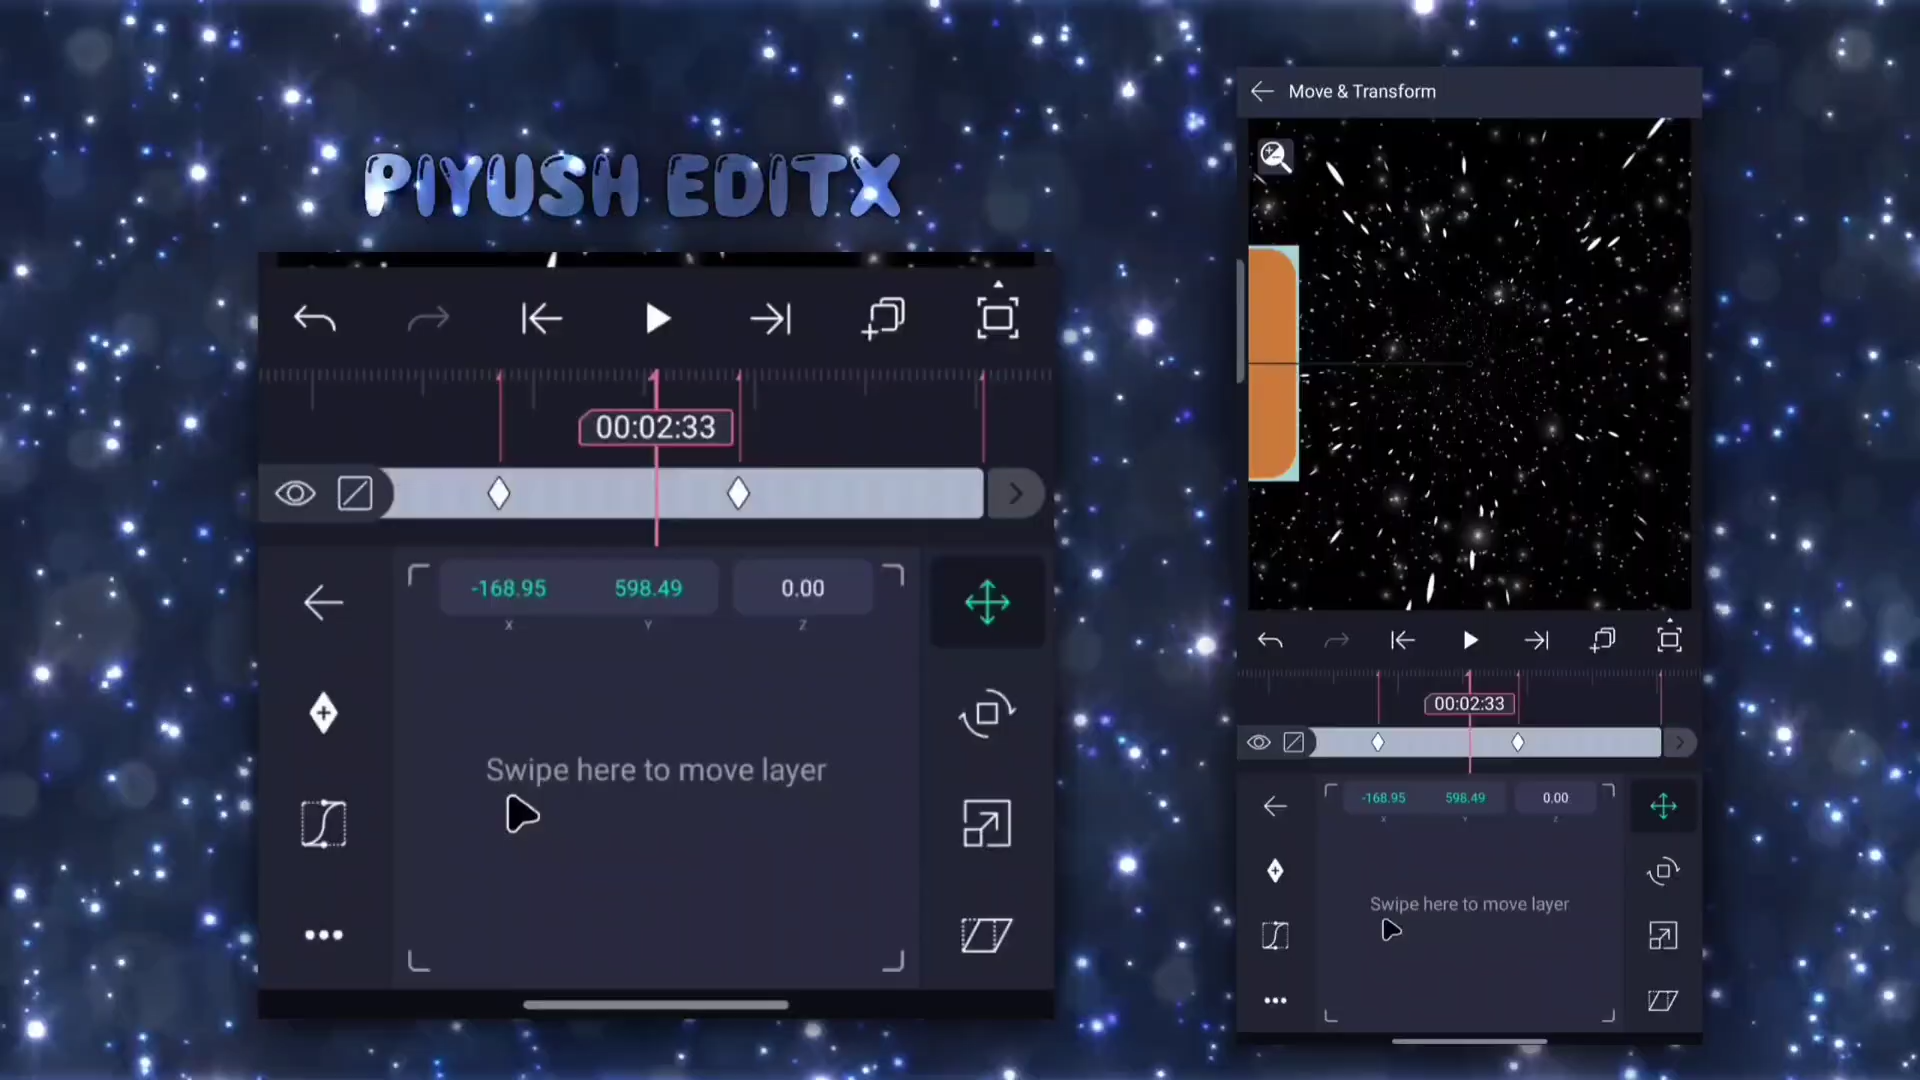 PIYUSH EDITX
00:02:33
-168.95 598.49 0.00
X Y Z
Swipe here to move layer
Move & Transform
00:02:33
-168.95 598.49 0.00
X Y Z
Swipe here to move layer